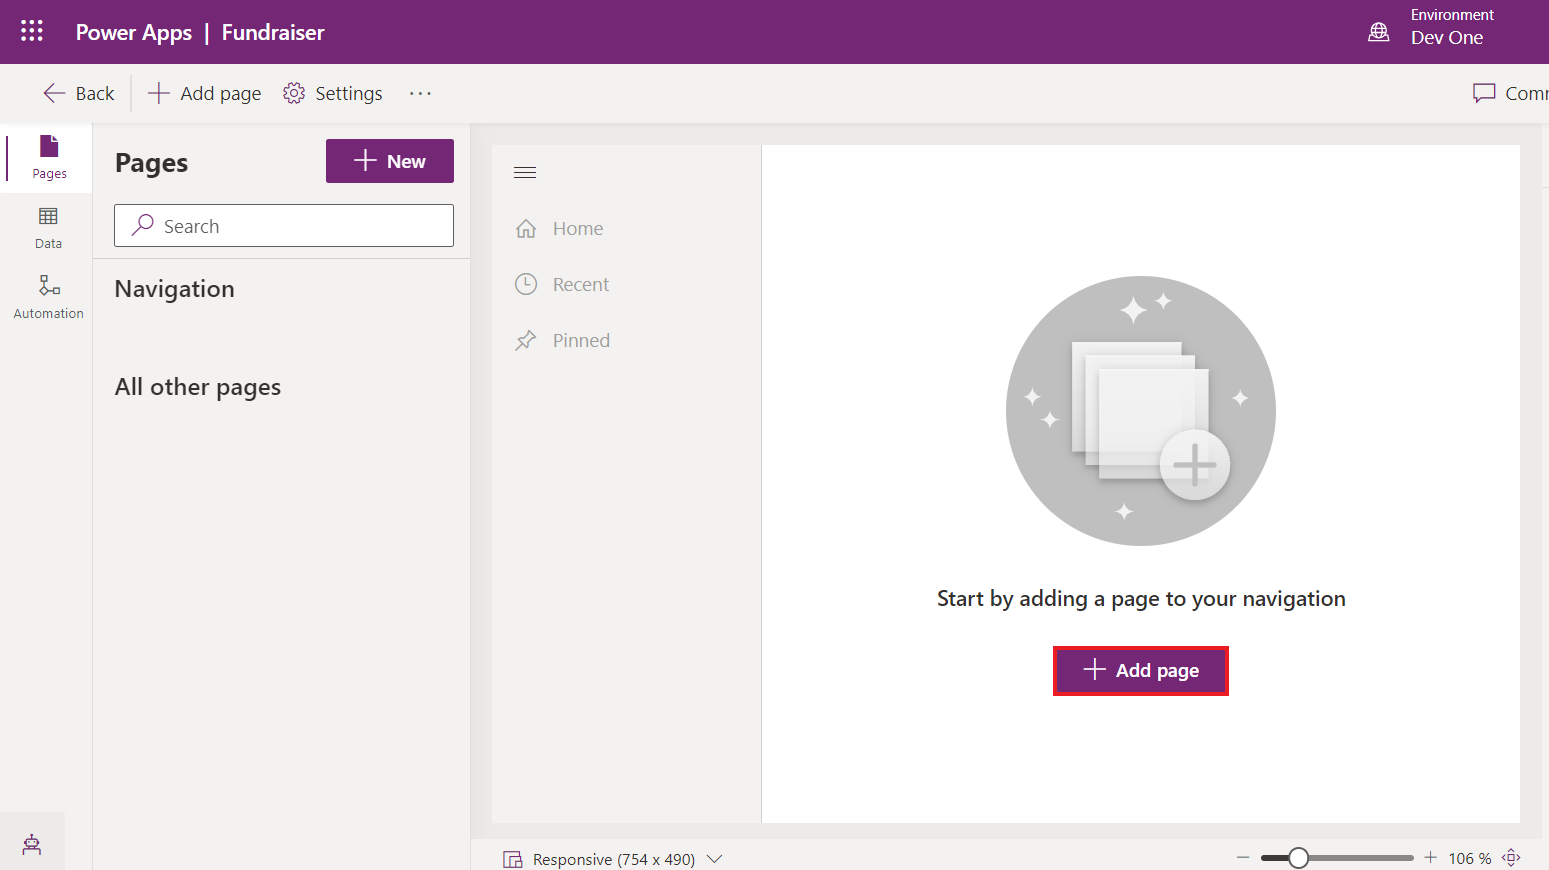 Power Apps | Fundraiser
Environment
Dev One
Back
Add page
Settings
Comm
Pages
Data
Automation
Pages
New
Search
Navigation
All other pages
Home
Recent
Pinned
Start by adding a page to your navigation
Add page
Responsive (754 x 490)
106 %